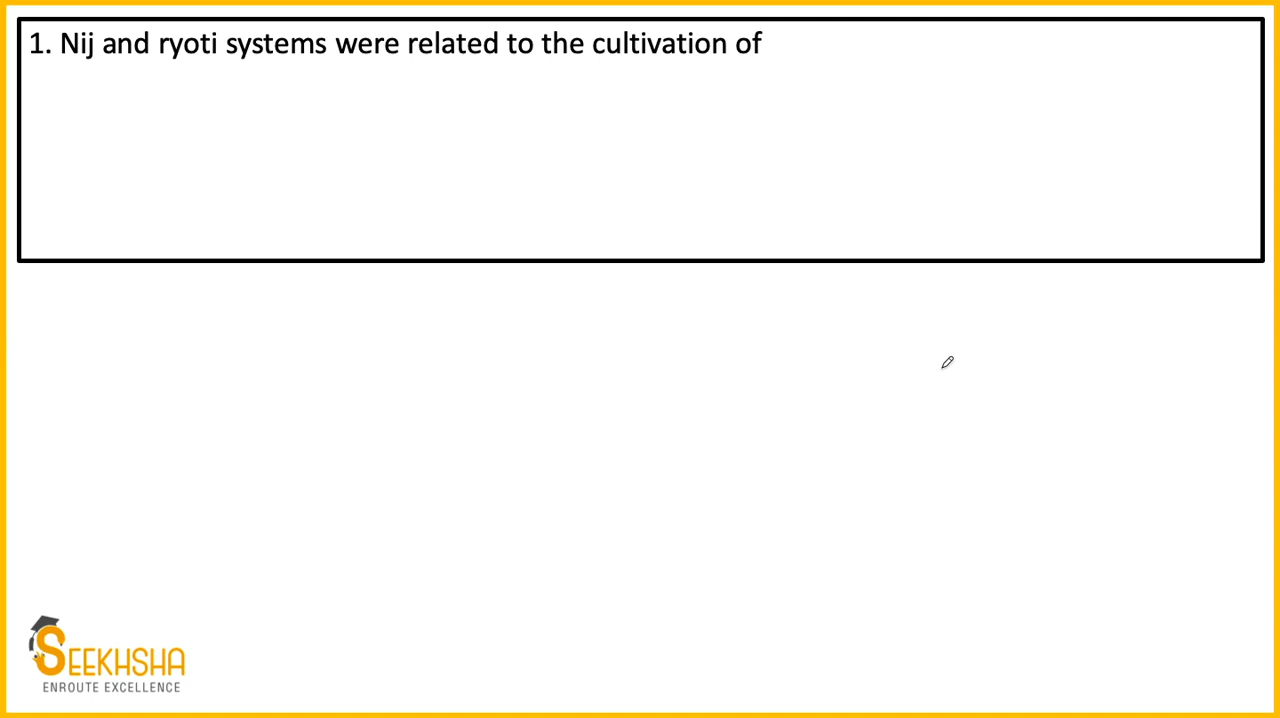 1. Nij and ryoti systems were related to the cultivation of
SEEKHSHA
ENROUTE EXCELLENCE